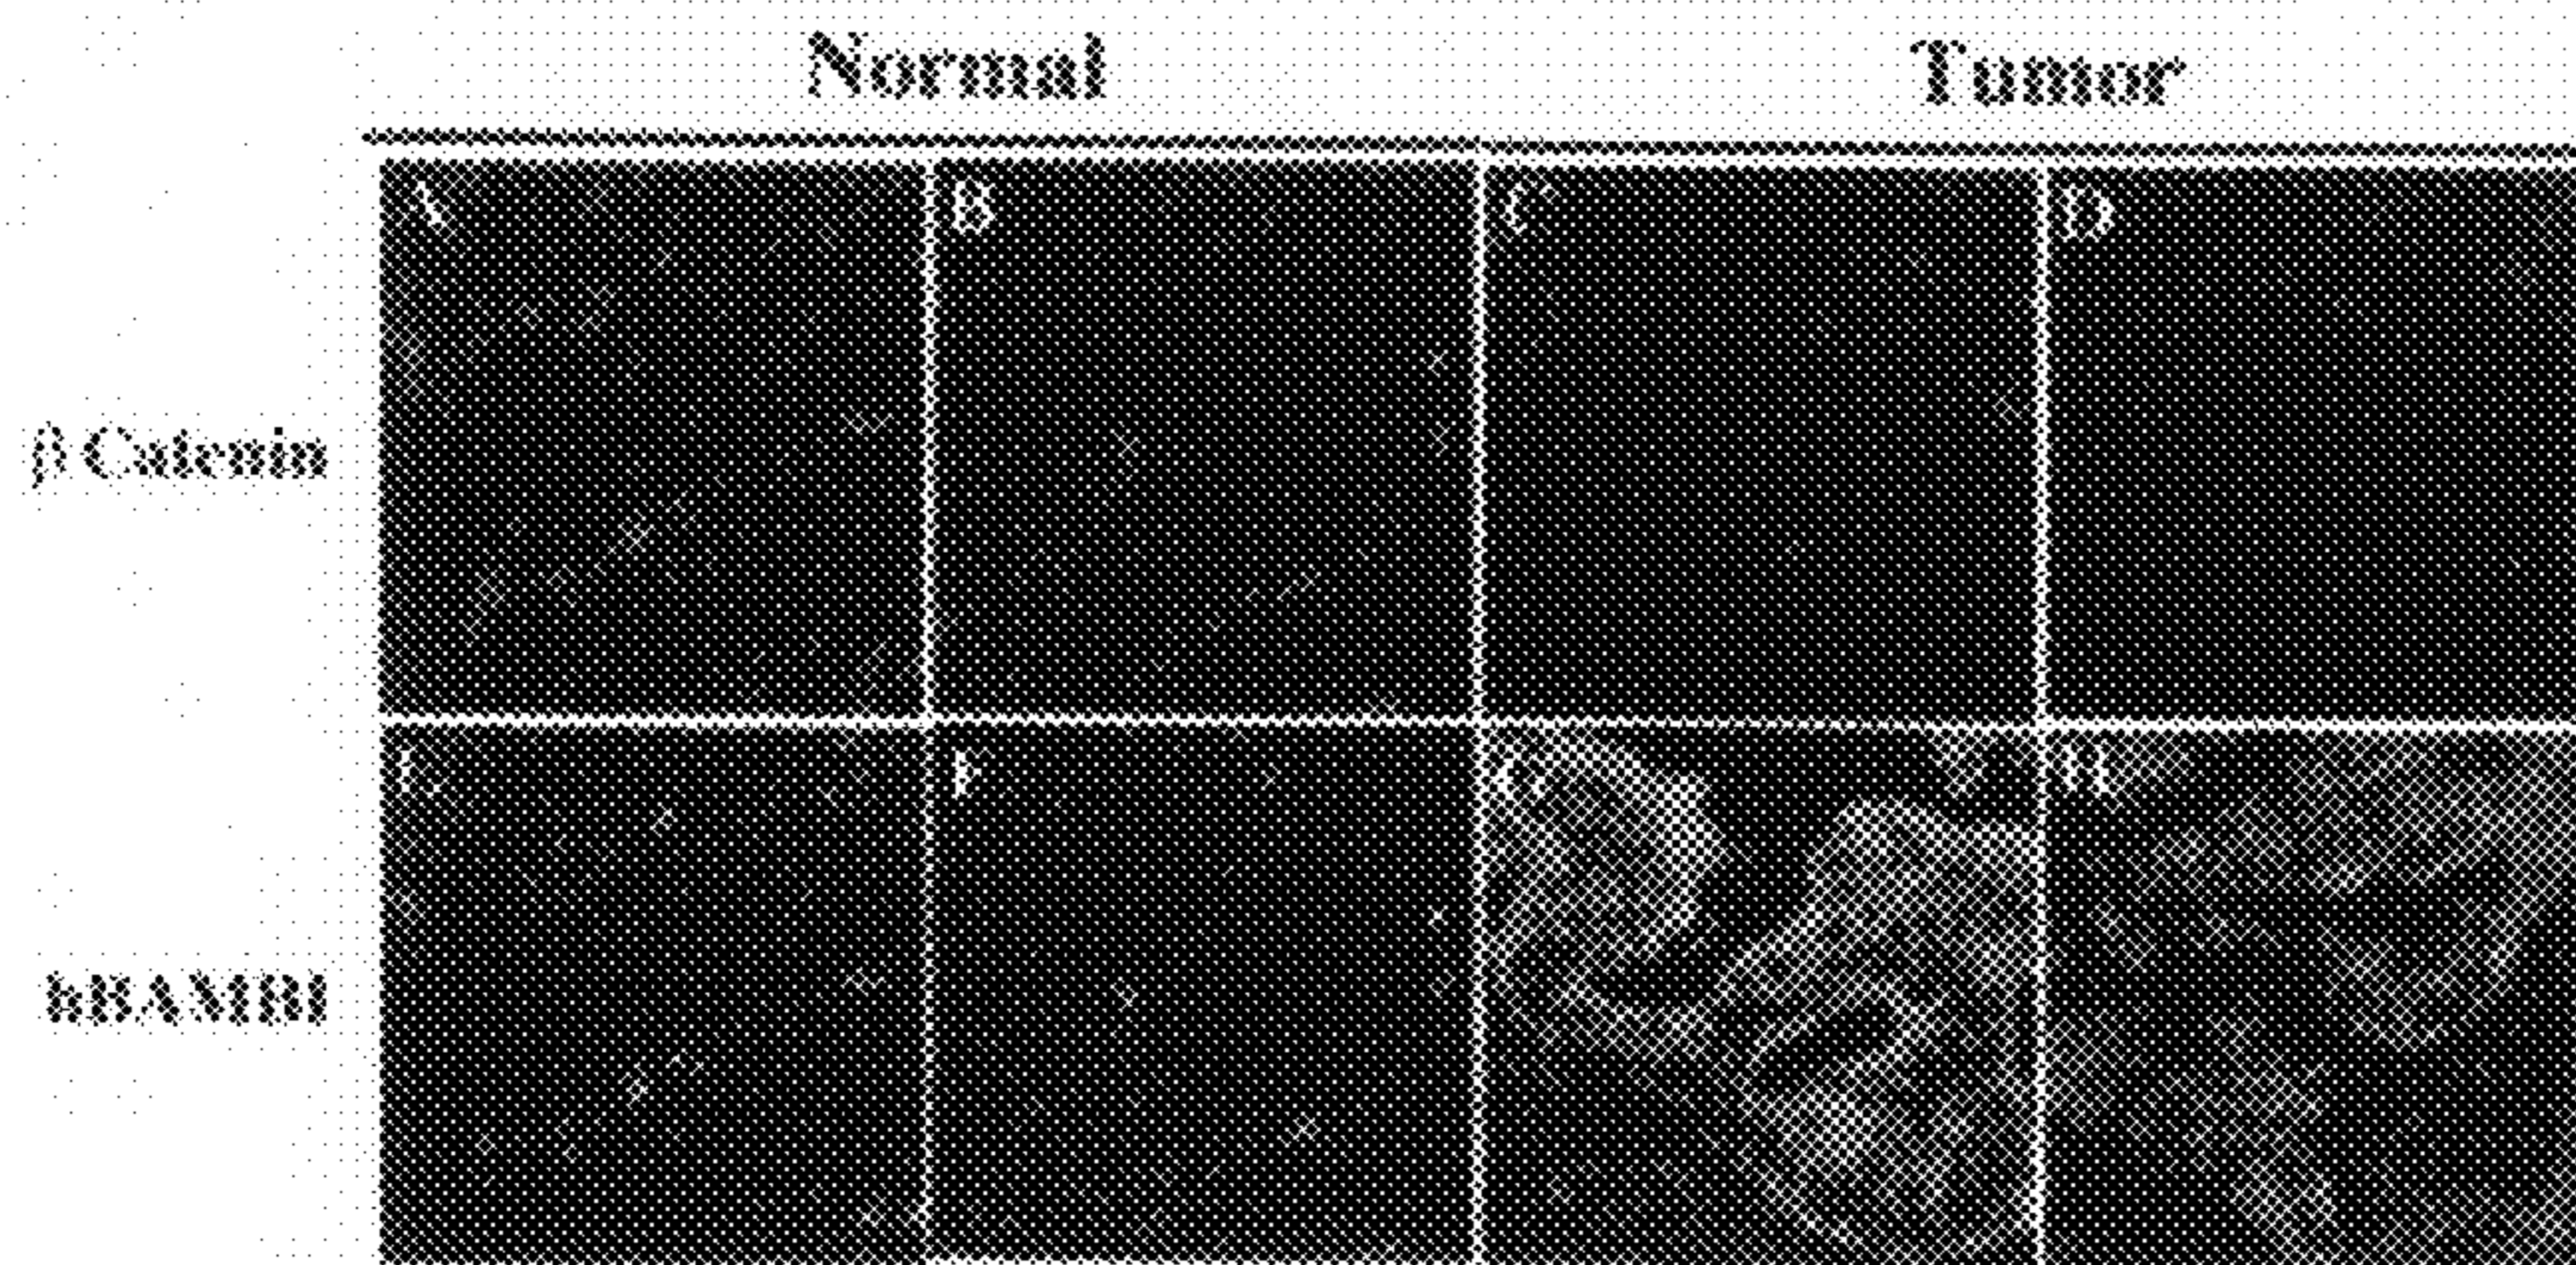 Normal Tumor
A B C D
β Catenin
E F G H
hBAMBI